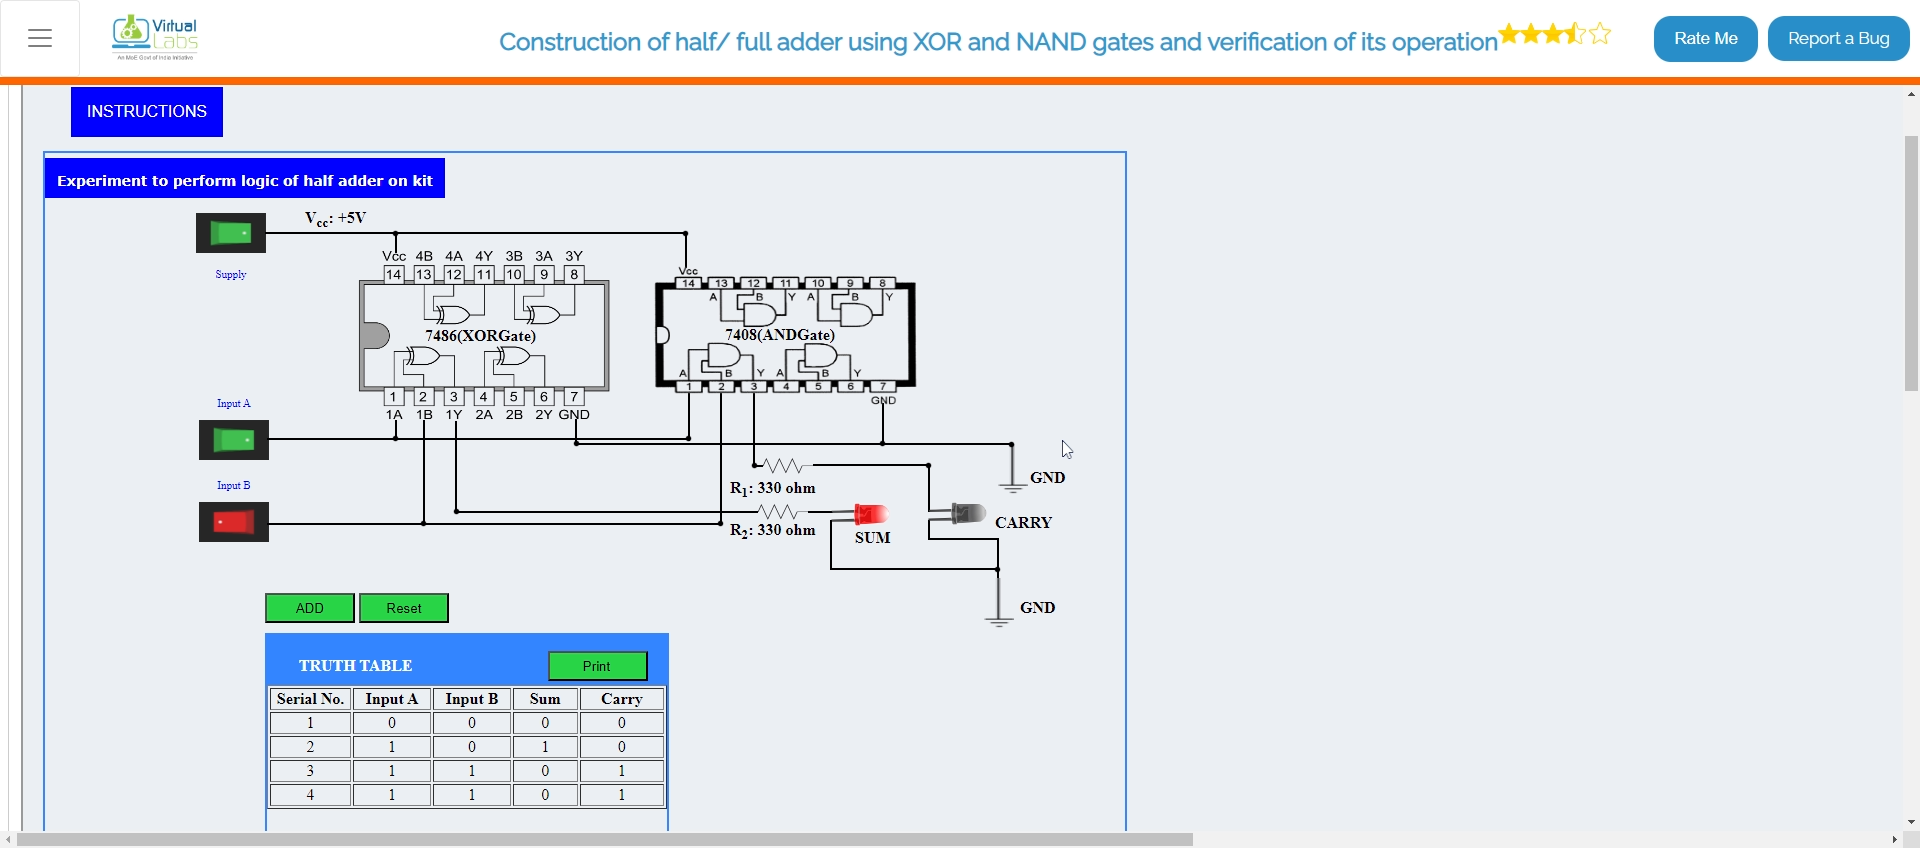 Virtual
Labs
An MoE Govt of India Initiative
Construction of half/ full adder using XOR and NAND gates and verification of its operation
Rate Me
Report a Bug
INSTRUCTIONS
Experiment to perform logic of half adder on kit
Vcc: +5V
Supply
Vcc 4B 4A 4Y 3B 3A 3Y
14 13 12 11 10 9 8
7486(XORGate)
1 2 3 4 5 6 7
1A 1B 1Y 2A 2B 2Y GND
Vcc
14 13 12 11 10 9 8
A B Y A B Y
7408(ANDGate)
A B Y A B Y
1 2 3 4 5 6 7
GND
Input A
Input B
GND
R1: 330 ohm
R2: 330 ohm
SUM
CARRY
GND
ADD
Reset
TRUTH TABLE
Print
Serial No. Input A Input B Sum Carry
1 0 0 0 0
2 1 0 1 0
3 1 1 0 1
4 1 1 0 1